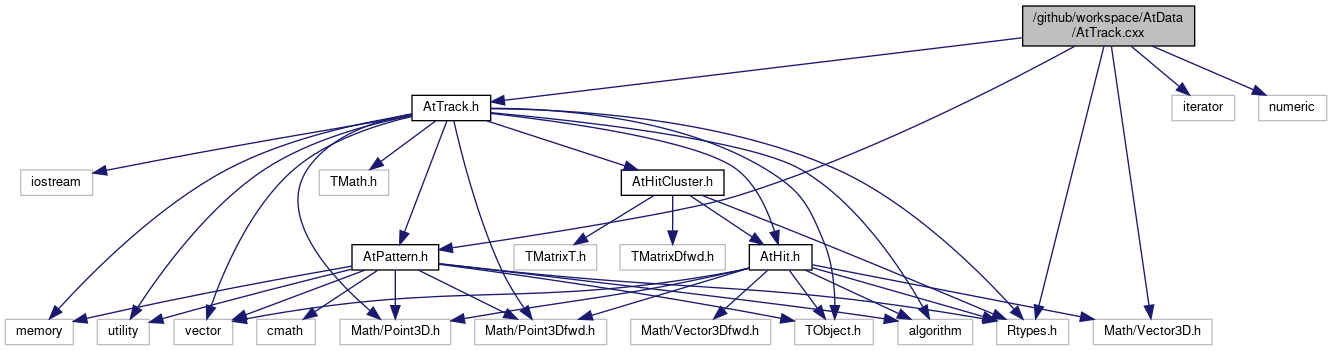 /github/workspace/AtData
/AtTrack.cxx
AtTrack.h
iterator
numeric
iostream
TMath.h
AtHitCluster.h
AtPattern.h
TMatrixT.h
TMatrixDfwd.h
AtHit.h
memory
utility
vector
cmath
Math/Point3D.h
Math/Point3Dfwd.h
Math/Vector3Dfwd.h
TObject.h
algorithm
Rtypes.h
Math/Vector3D.h